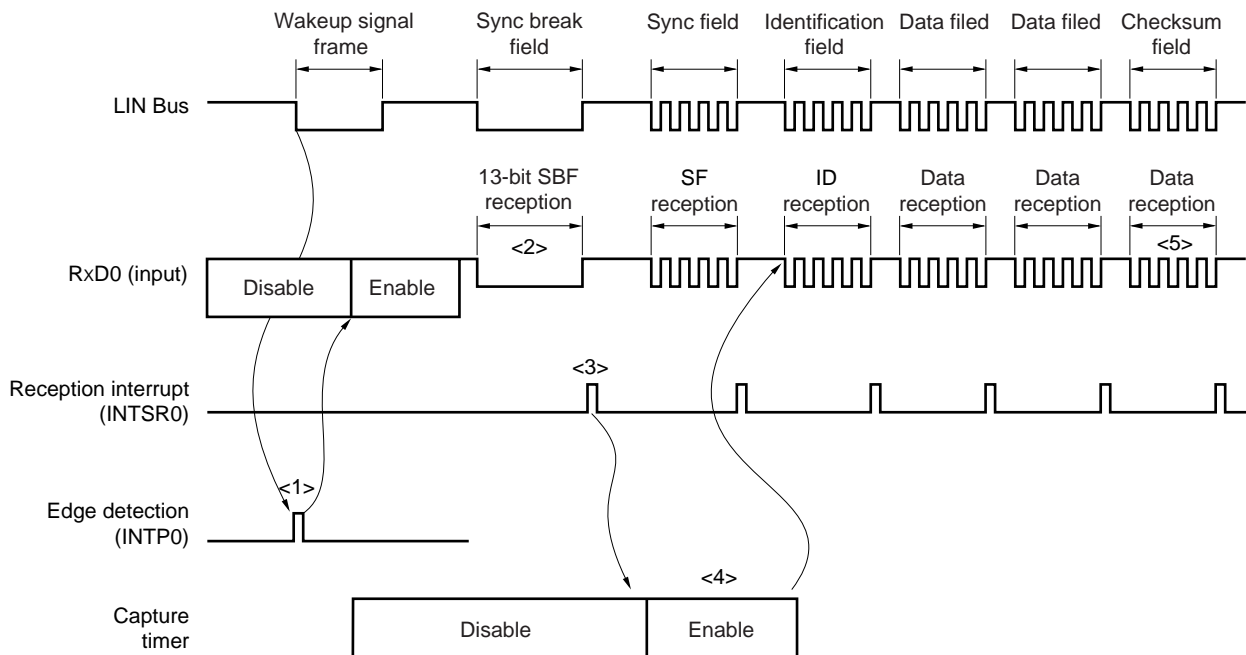 Wakeup signal
frame
Sync break
field
Sync field
Identification
field
Data filed
Data filed
Checksum
field
LIN Bus
13-bit SBF
reception
SF
reception
ID
reception
Data
reception
Data
reception
Data
reception
<2>
<5>
RxD0 (input)
Disable
Enable
Reception interrupt
(INTSR0)
<3>
Edge detection
(INTP0)
<1>
Capture
timer
Disable
<4>
Enable